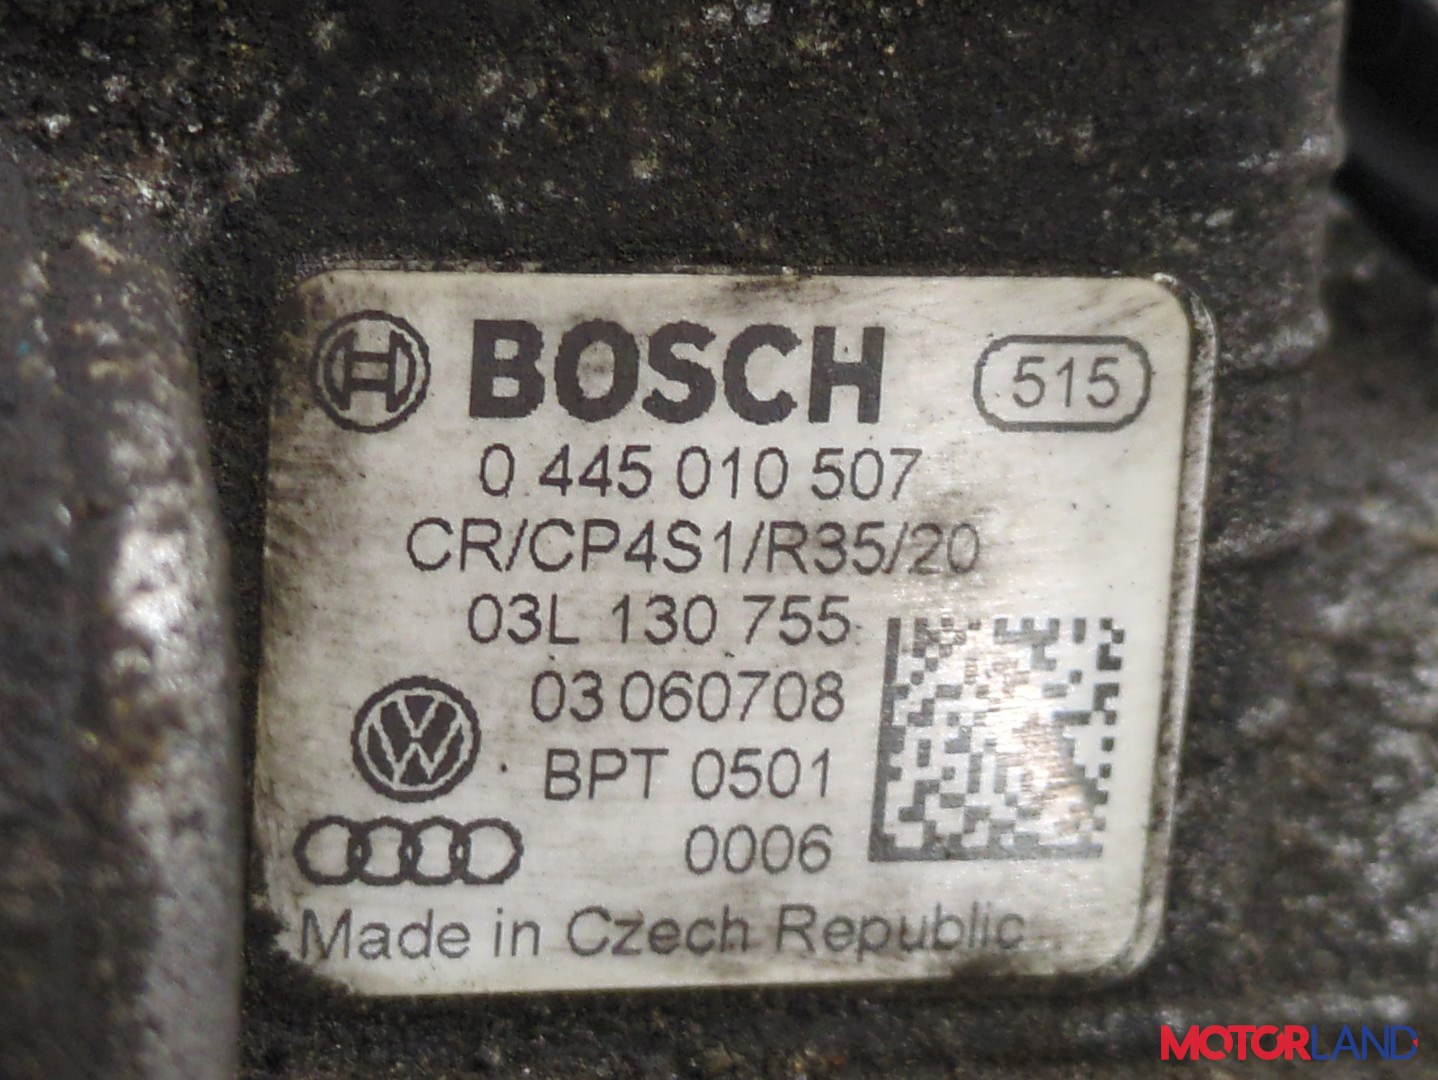 BOSCH 515
0 445 010 507
CR/CP4S1/R35/20
03L 130 755
03 060708
BPT 0501
0006
Made in Czech Republic
MOTORLAND